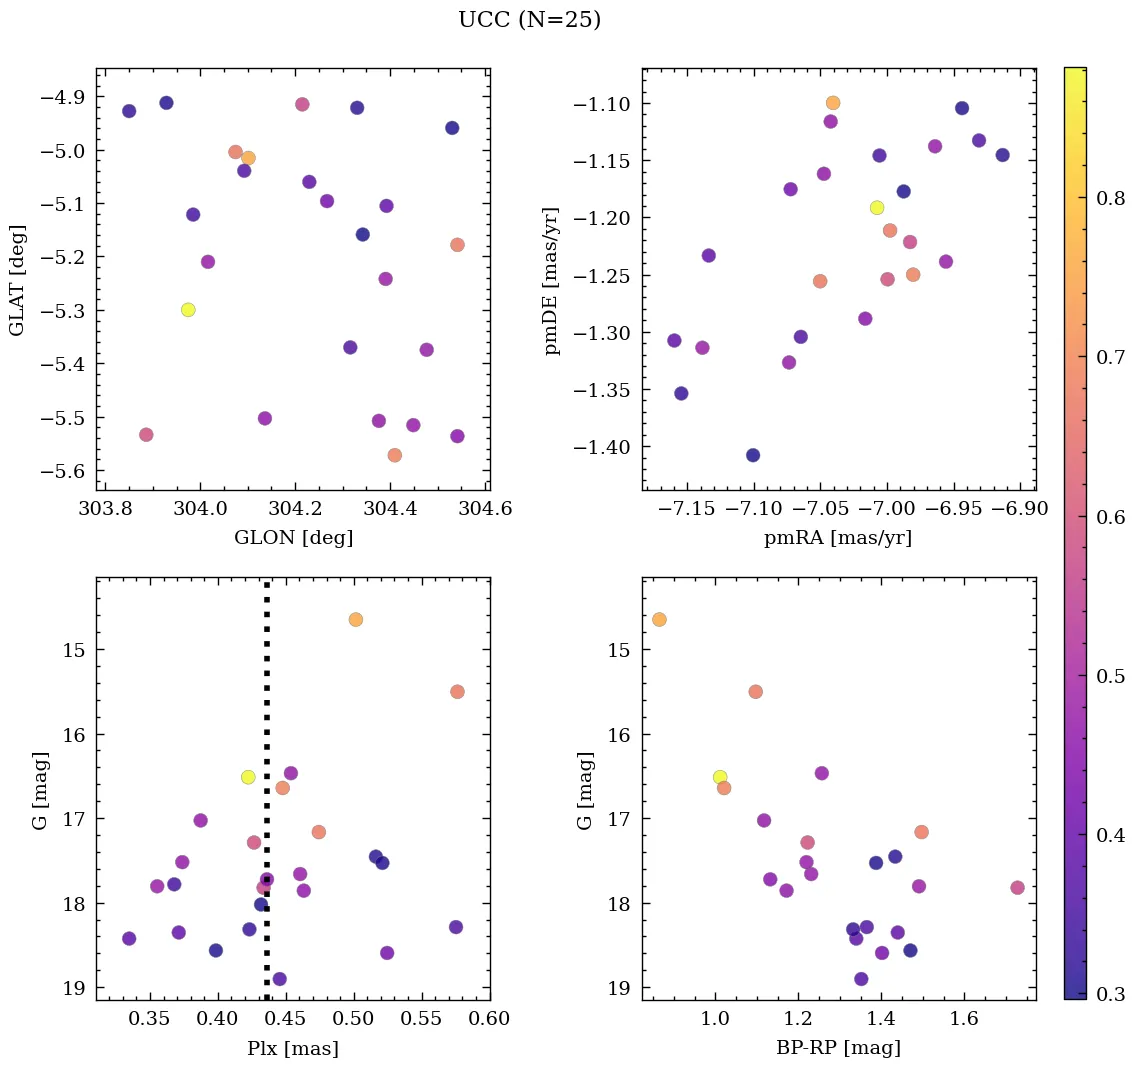 UCC (N=25)
−4.9
−5.0
−5.1
−5.2
−5.3
−5.4
−5.5
−5.6
GLAT [deg]
303.8 304.0 304.2 304.4 304.6
GLON [deg]
−1.10
−1.15
−1.20
−1.25
−1.30
−1.35
−1.40
pmDE [mas/yr]
−7.15 −7.10 −7.05 −7.00 −6.95 −6.90
pmRA [mas/yr]
15
16
17
18
19
G [mag]
0.35 0.40 0.45 0.50 0.55 0.60
Plx [mas]
15
16
17
18
19
G [mag]
1.0 1.2 1.4 1.6
BP-RP [mag]
0.8
0.7
0.6
0.5
0.4
0.3